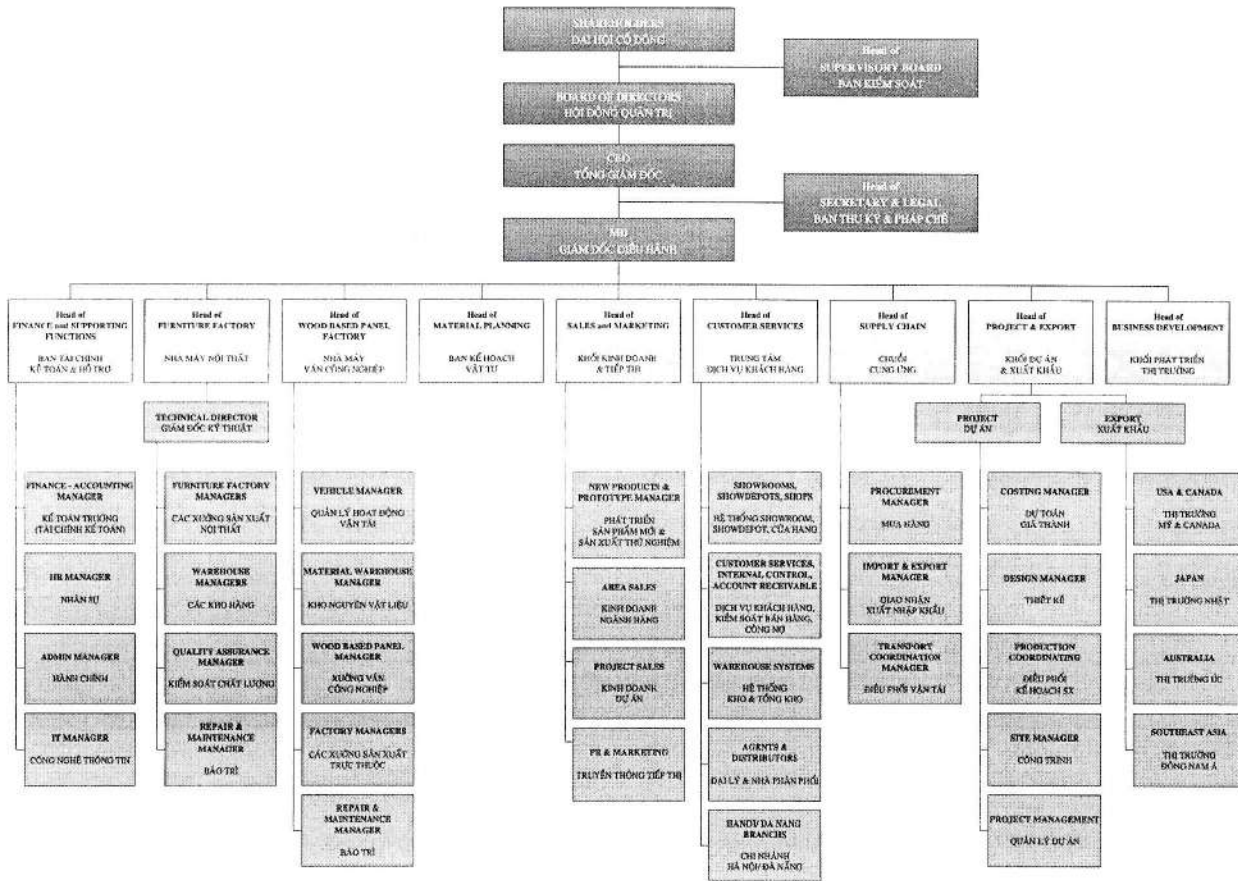 SHAREHOLDERS
ĐẠI HỘI CỔ ĐÔNG
Head of
SUPERVISORY BOARD
BAN KIỂM SOÁT
BOARD OF DIRECTORS
HỘI ĐỒNG QUẢN TRỊ
CEO
TỔNG GIÁM ĐỐC
Head of
SECRETARY & LEGAL
BAN THƯ KÝ & PHÁP CHẾ
MD
GIÁM ĐỐC ĐIỀU HÀNH
Head of
FINANCE and SUPPORTING
FUNCTIONS
BAN TÀI CHÍNH
KẾ TOÁN & HỖ TRỢ
Head of
FURNITURE FACTORY
NHÀ MÁY NỘI THẤT
Head of
WOOD BASED PANEL
FACTORY
NHÀ MÁY
VÁN CÔNG NGHIỆP
Head of
MATERIAL PLANNING
BAN KẾ HOẠCH
VẬT TƯ
Head of
SALES and MARKETING
KHỐI KINH DOANH
& TIẾP THỊ
Head of
CUSTOMER SERVICES
TRUNG TÂM
DỊCH VỤ KHÁCH HÀNG
Head of
SUPPLY CHAIN
CHUỖI
CUNG ỨNG
Head of
PROJECT & EXPORT
KHỐI DỰ ÁN
& XUẤT KHẨU
Head of
BUSINESS DEVELOPMENT
KHỐI PHÁT TRIỂN
THỊ TRƯỜNG
TECHNICAL DIRECTOR
GIÁM ĐỐC KỸ THUẬT
PROJECT
DỰ ÁN
EXPORT
XUẤT KHẨU
FINANCE - ACCOUNTING
MANAGER
KẾ TOÁN TRƯỞNG
(TÀI CHÍNH KẾ TOÁN)
HR MANAGER
NHÂN SỰ
ADMIN MANAGER
HÀNH CHÍNH
IT MANAGER
CÔNG NGHỆ THÔNG TIN
FURNITURE FACTORY
MANAGERS
CÁC XƯỞNG SẢN XUẤT
NỘI THẤT
WAREHOUSE
MANAGERS
CÁC KHO HÀNG
QUALITY ASSURANCE
MANAGER
KIỂM SOÁT CHẤT LƯỢNG
REPAIR &
MAINTENANCE
MANAGER
BẢO TRÌ
VEHICLE MANAGER
QUẢN LÝ HOẠT ĐỘNG
VẬN TẢI
MATERIAL WAREHOUSE
MANAGER
KHO NGUYÊN VẬT LIỆU
WOOD BASED PANEL
MANAGER
XƯỞNG VÁN
CÔNG NGHIỆP
FACTORY MANAGERS
CÁC XƯỞNG SẢN XUẤT
TRỰC THUỘC
REPAIR &
MAINTENANCE
MANAGER
BẢO TRÌ
NEW PRODUCTS &
PROTOTYPE MANAGER
PHÁT TRIỂN
SẢN PHẨM MỚI &
SẢN XUẤT THỬ NGHIỆM
AREA SALES
KINH DOANH
NGÀNH HÀNG
PROJECT SALES
KINH DOANH
DỰ ÁN
PR & MARKETING
TRUYỀN THÔNG TIẾP THỊ
SHOWROOMS,
SHOWDEPOTS, SHOPS
HỆ THỐNG SHOWROOM,
SHOWDEPOT, CỬA HÀNG
CUSTOMER SERVICES,
INTERNAL CONTROL,
ACCOUNT RECEIVABLE
DỊCH VỤ KHÁCH HÀNG,
KIỂM SOÁT BÁN HÀNG,
CÔNG NỢ
WAREHOUSE SYSTEMS
HỆ THỐNG
KHO & TỔNG KHO
AGENTS &
DISTRIBUTORS
ĐẠI LÝ & NHÀ PHÂN PHỐI
HANOI/ DA NANG
BRANCHS
CHI NHÁNH
HÀ NỘI/ ĐÀ NẴNG
PROCUREMENT
MANAGER
MUA HÀNG
IMPORT & EXPORT
MANAGER
GIAO NHẬN
XUẤT NHẬP KHẨU
TRANSPORT
COORDINATION
MANAGER
ĐIỀU PHỐI VẬN TẢI
COSTING MANAGER
DỰ TOÁN
GIÁ THÀNH
DESIGN MANAGER
THIẾT KẾ
PRODUCTION
COORDINATING
ĐIỀU PHỐI
KẾ HOẠCH SX
SITE MANAGER
CÔNG TRÌNH
PROJECT MANAGEMENT
QUẢN LÝ DỰ ÁN
USA & CANADA
THỊ TRƯỜNG
MỸ & CANADA
JAPAN
THỊ TRƯỜNG NHẬT
AUSTRALIA
THỊ TRƯỜNG ÚC
SOUTHEAST ASIA
THỊ TRƯỜNG
ĐÔNG NAM Á